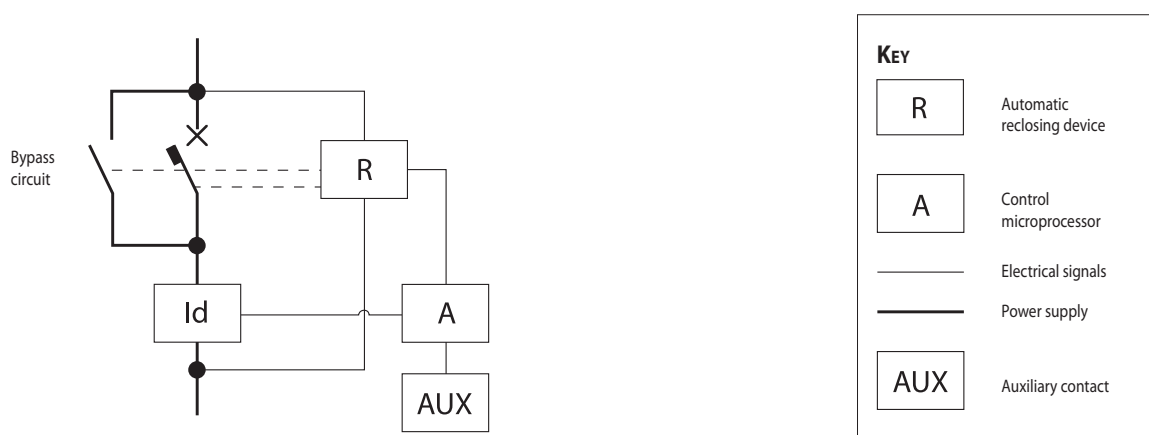 Bypass
circuit
R
Id
A
AUX
KEY
R
Automatic
reclosing device
A
Control
microprocessor
Electrical signals
Power supply
AUX
Auxiliary contact